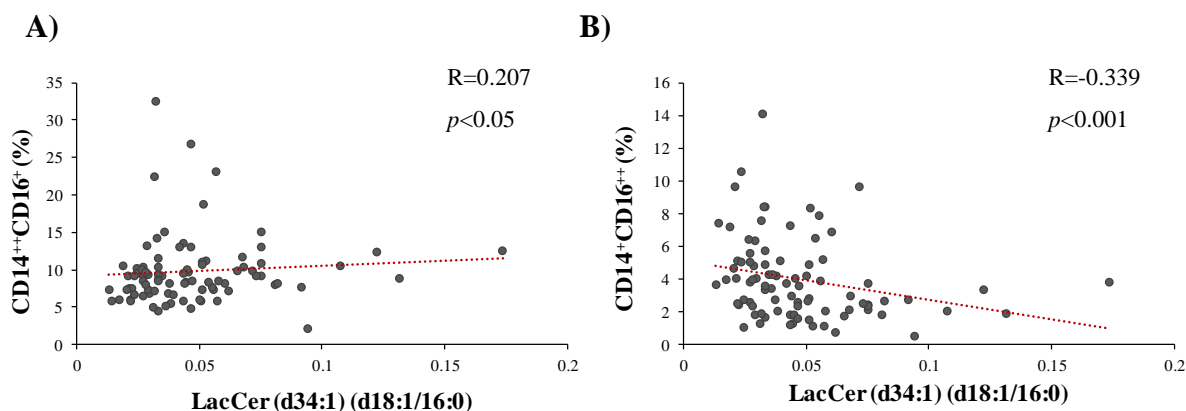 A)
R=0.207
p<0.05
35
30
25
20
15
10
5
0
CD14⁺⁺CD16⁺ (%)
0
0.05
0.1
0.15
0.2
LacCer (d34:1) (d18:1/16:0)
B)
R=-0.339
p<0.001
16
14
12
10
8
6
4
2
0
CD14⁺CD16⁺⁺ (%)
0
0.05
0.1
0.15
0.2
LacCer (d34:1) (d18:1/16:0)